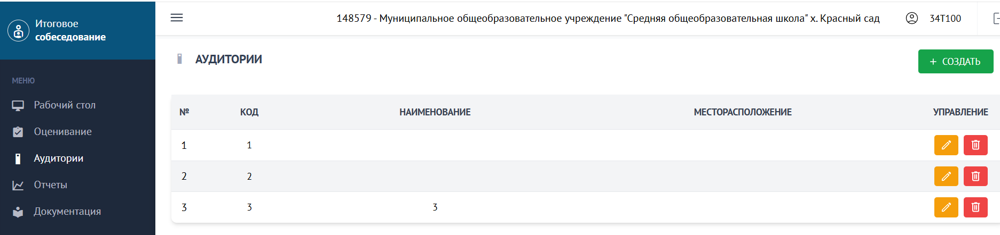 Итоговое
собеседование
148579 - Муниципальное общеобразовательное учреждение "Средняя общеобразовательная школа" х. Красный сад
34Т100
МЕНЮ
Рабочий стол
Оценивание
Аудитории
Отчеты
Документация
АУДИТОРИИ
+ СОЗДАТЬ
№ КОД НАИМЕНОВАНИЕ МЕСТОРАСПОЛОЖЕНИЕ УПРАВЛЕНИЕ
1 1
2 2
3 3 3